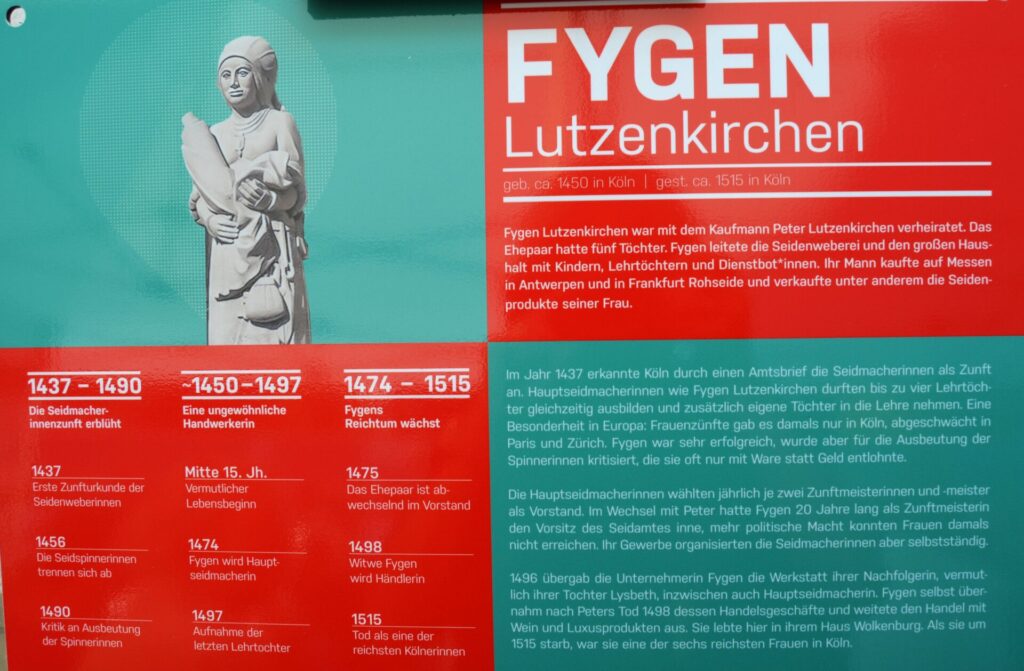 FYGEN
Lutzenkirchen
geb. ca. 1450 in Köln | gest. ca. 1515 in Köln
Fygen Lutzenkirchen war mit dem Kaufmann Peter Lutzenkirchen verheiratet. Das
Ehepaar hatte fünf Töchter. Fygen leitete die Seidenweberei und den großen Haus-
halt mit Kindern, Lehrtöchtern und Dienstbot*innen. Ihr Mann kaufte auf Messen
in Antwerpen und in Frankfurt Rohseide und verkaufte unter anderem die Seiden-
produkte seiner Frau.
1437 – 1490
Die Seidmacher-
innenzunft erblüht
1437
Erste Zunfturkunde der
Seidenweberinnen
1456
Die Seidspinnerinnen
trennen sich ab
1490
Kritik an Ausbeutung
der Spinnerinnen
~1450–1497
Eine ungewöhnliche
Handwerkerin
Mitte 15. Jh.
Vermutlicher
Lebensbeginn
1474
Fygen wird Haupt-
seidmacherin
1497
Aufnahme der
letzten Lehrtochter
1474 – 1515
Fygens
Reichtum wächst
1475
Das Ehepaar ist ab-
wechselnd im Vorstand
1498
Witwe Fygen
wird Händlerin
1515
Tod als eine der
reichsten Kölnerinnen
Im Jahr 1437 erkannte Köln durch einen Amtsbrief die Seidmacherinnen als Zunft
an. Hauptseidmacherinnen wie Fygen Lutzenkirchen durften bis zu vier Lehrtöch-
ter gleichzeitig ausbilden und zusätzlich eigene Töchter in die Lehre nehmen. Eine
Besonderheit in Europa: Frauenzünfte gab es damals nur in Köln, abgeschwächt in
Paris und Zürich. Fygen war sehr erfolgreich, wurde aber für die Ausbeutung der
Spinnerinnen kritisiert, die sie oft nur mit Ware statt Geld entlohnte.
Die Hauptseidmacherinnen wählten jährlich je zwei Zunftmeisterinnen und -meister
als Vorstand. Im Wechsel mit Peter hatte Fygen 20 Jahre lang als Zunftmeisterin
den Vorsitz des Seidamtes inne, mehr politische Macht konnten Frauen damals
nicht erreichen. Ihr Gewerbe organisierten die Seidmacherinnen aber selbstständig.
1496 übergab die Unternehmerin Fygen die Werkstatt ihrer Nachfolgerin, vermut-
lich ihrer Tochter Lysbeth, inzwischen auch Hauptseidmacherin. Fygen selbst über-
nahm nach Peters Tod 1498 dessen Handelsgeschäfte und weitete den Handel mit
Wein und Luxusprodukten aus. Sie lebte hier in ihrem Haus Wolkenburg. Als sie um
1515 starb, war sie eine der sechs reichsten Frauen in Köln.